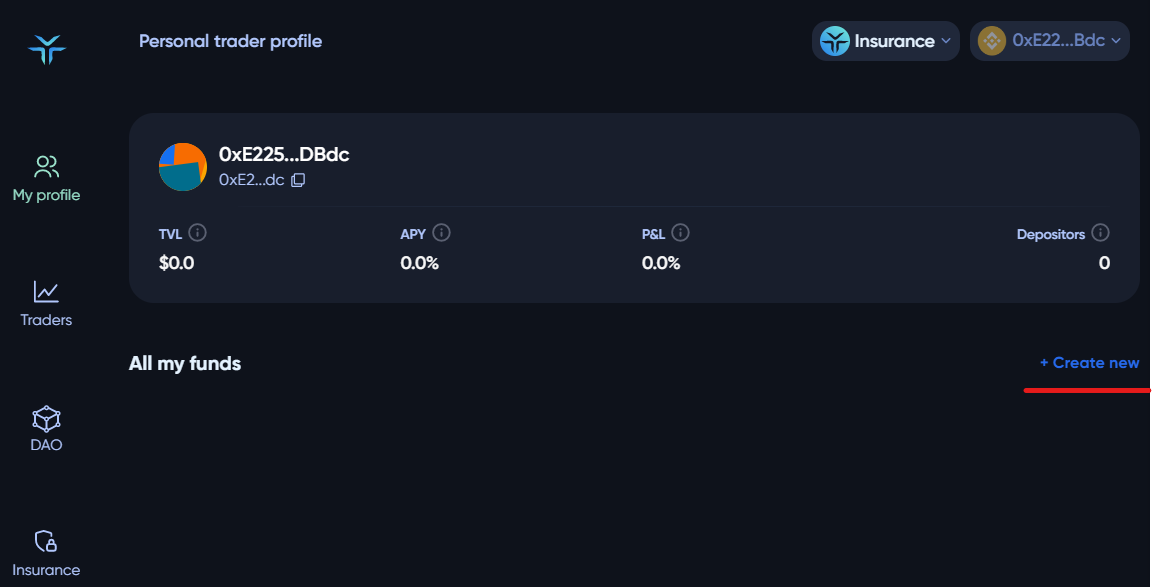 Personal trader profile
Insurance
0xE22...Bdc
My profile
Traders
DAO
Insurance
0xE225...DBdc
0xE2...dc
TVL
$0.0
APY
0.0%
P&L
0.0%
Depositors
0
All my funds
+ Create new